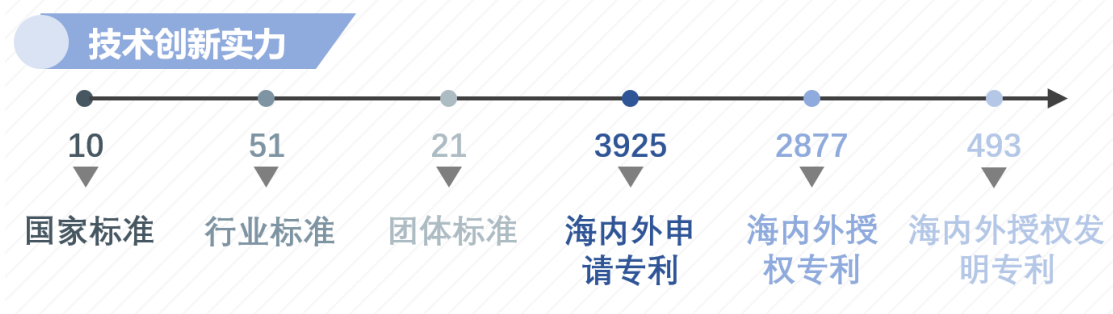 技术创新实力
10
51
21
3925
2877
493
国家标准
行业标准
团体标准
海内外申
请专利
海内外授
权专利
海内外授权发
明专利